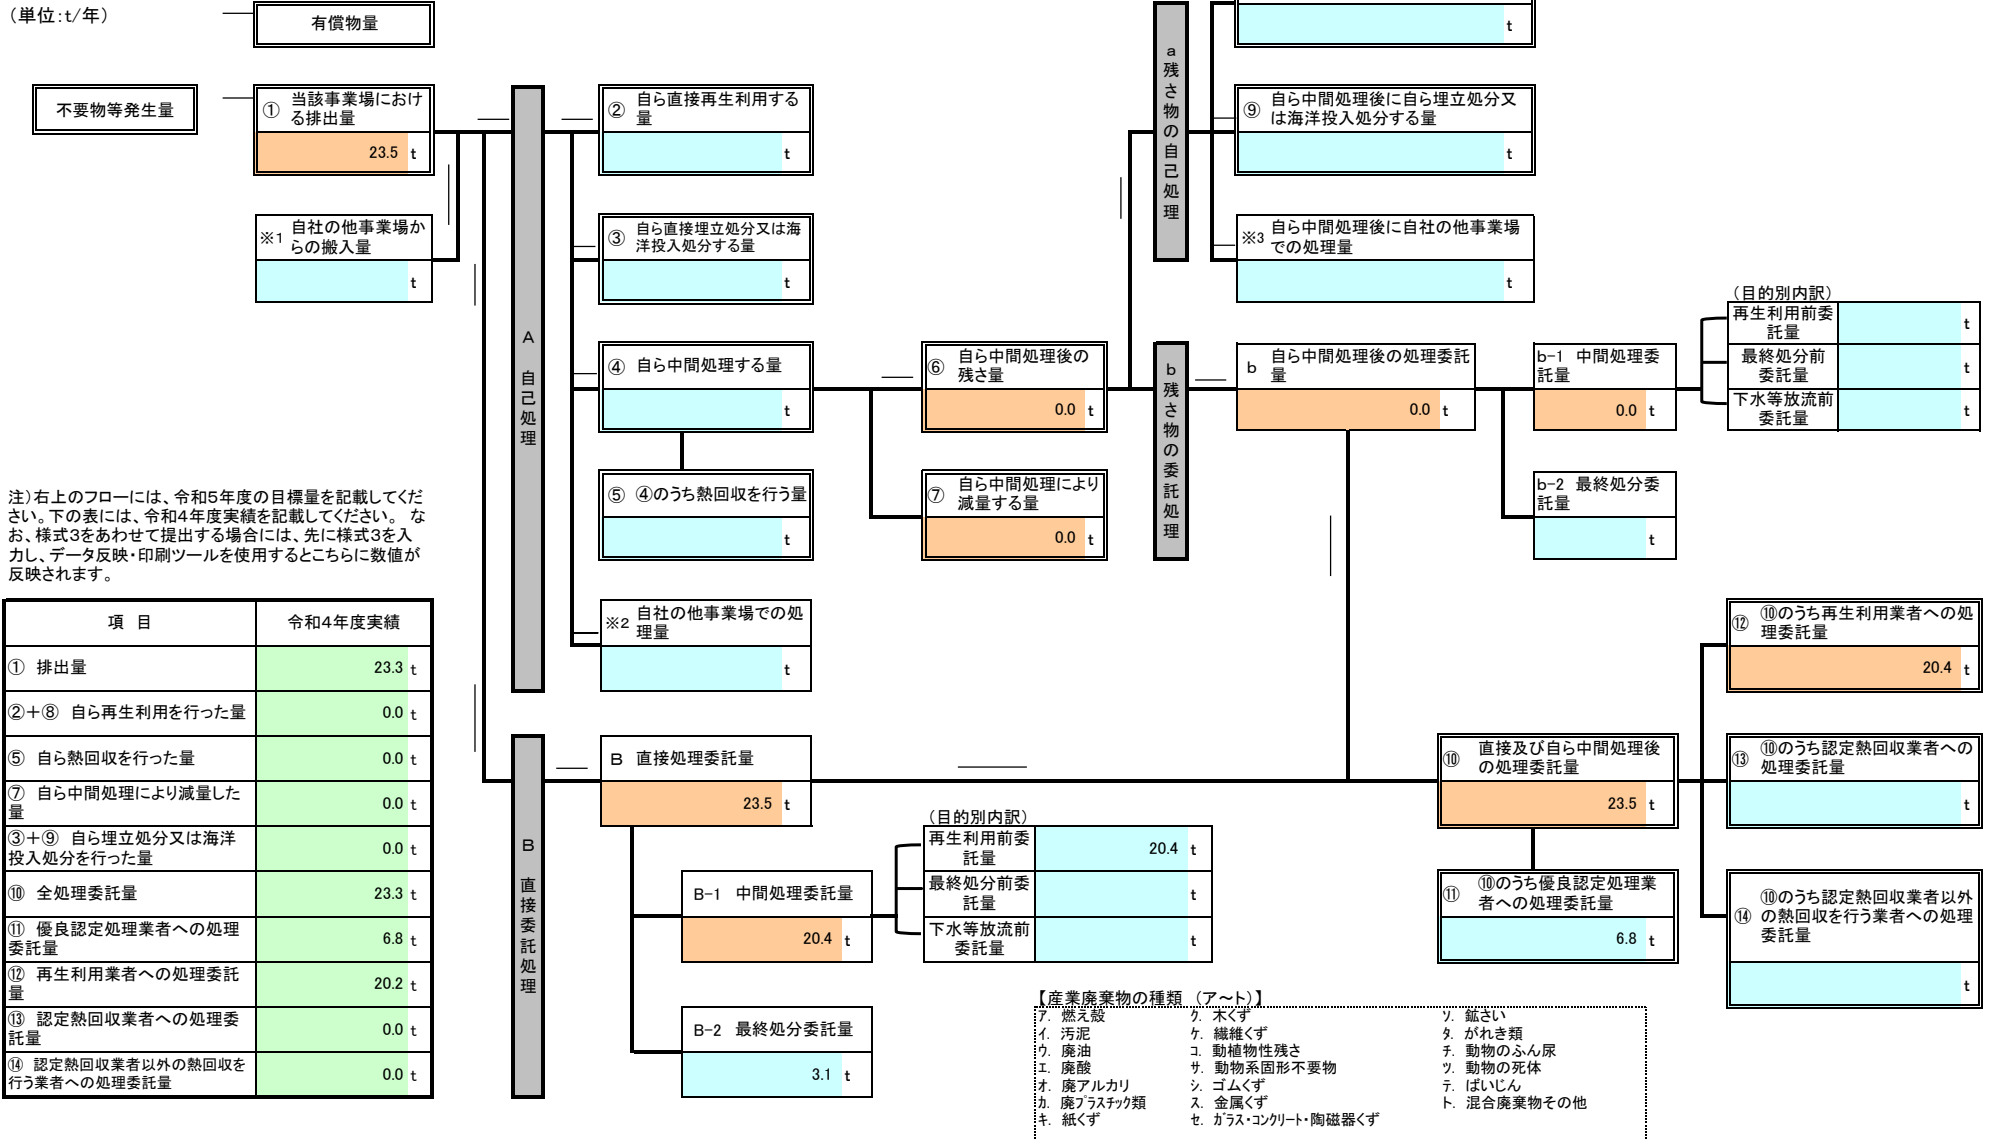 （単位：t/年）
有償物量
t
不要物等発生量
① 当該事業場におけ
る排出量
23.5 t
※1 自社の他事業場か
らの搬入量
t
A 自己処理
② 自ら直接再生利用する
量
t
③ 自ら直接埋立処分又は海
洋投入処分する量
t
④ 自ら中間処理する量
t
⑤ ④のうち熱回収を行う量
t
※2 自社の他事業場での処
理量
t
⑥ 自ら中間処理後の
残さ量
0.0 t
⑦ 自ら中間処理により
減量する量
0.0 t
a 残さ物の自己処理
⑨ 自ら中間処理後に自ら埋立処分又
は海洋投入処分する量
t
※3 自ら中間処理後に自社の他事業場
での処理量
t
b 残さ物の委託処理
b 自ら中間処理後の処理委託
量
0.0 t
b-1 中間処理委
託量
0.0 t
b-2 最終処分委
託量
t
（目的別内訳）
再生利用前委
託量
t
最終処分前
委託量
t
下水等放流前
委託量
t
注）右上のフローには、令和5年度の目標量を記載してくだ
さい。下の表には、令和4年度実績を記載してください。 な
お、様式3をあわせて提出する場合には、先に様式3を入
力し、データ反映・印刷ツールを使用するとこちらに数値が
反映されます。
項 目 令和4年度実績
① 排出量 23.3 t
②＋⑧ 自ら再生利用を行った量 0.0 t
⑤ 自ら熱回収を行った量 0.0 t
⑦ 自ら中間処理により減量した
量 0.0 t
③＋⑨ 自ら埋立処分又は海洋
投入処分を行った量 0.0 t
⑩ 全処理委託量 23.3 t
⑪ 優良認定処理業者への処理
委託量 6.8 t
⑫ 再生利用業者への処理委託
量 20.2 t
⑬ 認定熱回収業者への処理委
託量 0.0 t
⑭ 認定熱回収業者以外の熱回収を
行う業者への処理委託量 0.0 t
B 直接委託処理
B 直接処理委託量
23.5 t
B-1 中間処理委託量
20.4 t
B-2 最終処分委託量
3.1 t
（目的別内訳）
再生利用前委
託量
20.4 t
最終処分前委
託量
t
下水等放流前
委託量
t
⑩ 直接及び自ら中間処理後
の処理委託量
23.5 t
⑪ ⑩のうち優良認定処理業
者への処理委託量
6.8 t
⑫ ⑩のうち再生利用業者への処
理委託量
20.4 t
⑬ ⑩のうち認定熱回収業者への
処理委託量
t
⑭ ⑩のうち認定熱回収業者以外
の熱回収を行う業者への処理
委託量
t
【産業廃棄物の種類 （ア～ト）】
ｱ. 燃え殻 ｸ. 木くず ｿ. 鉱さい
ｲ. 汚泥 ｹ. 繊維くず ﾀ. がれき類
ｳ. 廃油 ｺ. 動植物性残さ ﾁ. 動物のふん尿
ｴ. 廃酸 ｻ. 動物系固形不要物 ﾂ. 動物の死体
ｵ. 廃アルカリ ｼ. ゴムくず ﾃ. ばいじん
ｶ. 廃ﾌﾟﾗｽﾁｯｸ類 ｽ. 金属くず ﾄ. 混合廃棄物その他
ｷ. 紙くず ｾ. ｶﾞﾗｽ・ｺﾝｸﾘｰﾄ・陶磁器くず